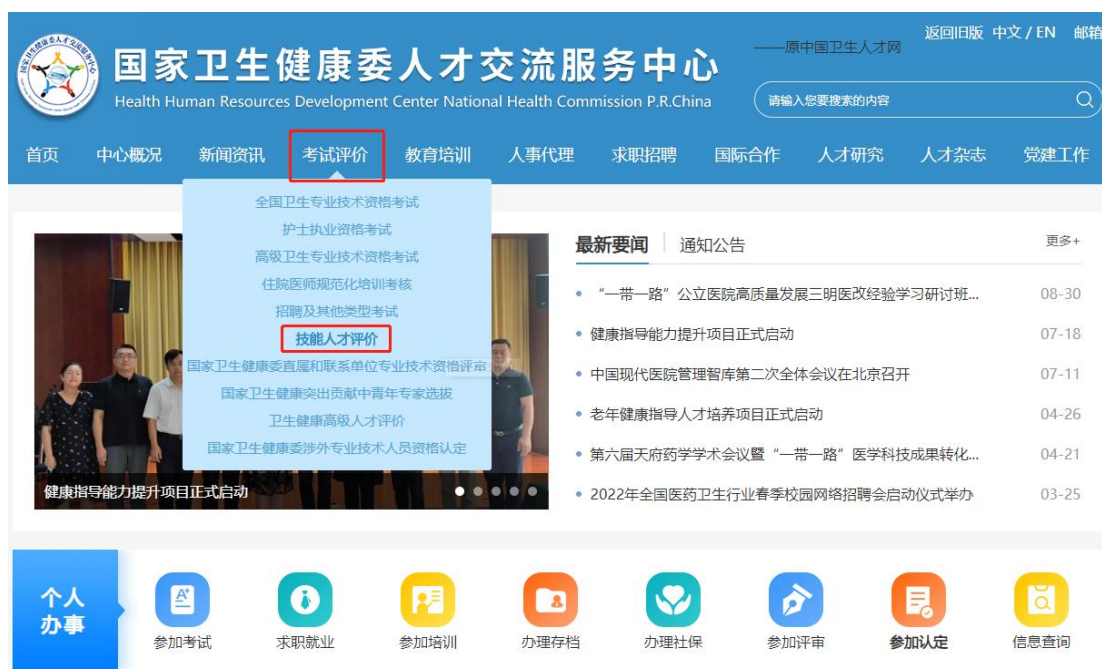 返回旧版 中文 / EN 邮箱
国家卫生健康委人才交流服务中心
——原中国卫生人才网
Health Human Resources Development Center National Health Commission P.R.China
请输入您要搜索的内容
首页 中心概况 新闻资讯 考试评价 教育培训 人事代理 求职招聘 国际合作 人才研究 人才杂志 党建工作
全国卫生专业技术资格考试
护士执业资格考试
高级卫生专业技术资格考试
住院医师规范化培训考核
招聘及其他类型考试
技能人才评价
国家卫生健康委直属和联系单位专业技术资格评审
国家卫生健康突出贡献中青年专家选拔
卫生健康高级人才评价
国家卫生健康委涉外专业技术人员资格认定
健康指导能力提升项目正式启动
最新要闻 通知公告 更多+
“一带一路”公立医院高质量发展三明医改经验学习研讨班... 08-30
健康指导能力提升项目正式启动 07-18
中国现代医院管理智库第二次全体会议在北京召开 07-11
老年健康指导人才培养项目正式启动 04-26
第六届天府药学学术会议暨“一带一路”医学科技成果转化... 04-21
2022年全国医药卫生行业春季校园网络招聘会启动仪式举办 03-25
个人
办事
参加考试 求职就业 参加培训 办理存档 办理社保 参加评审 参加认定 信息查询